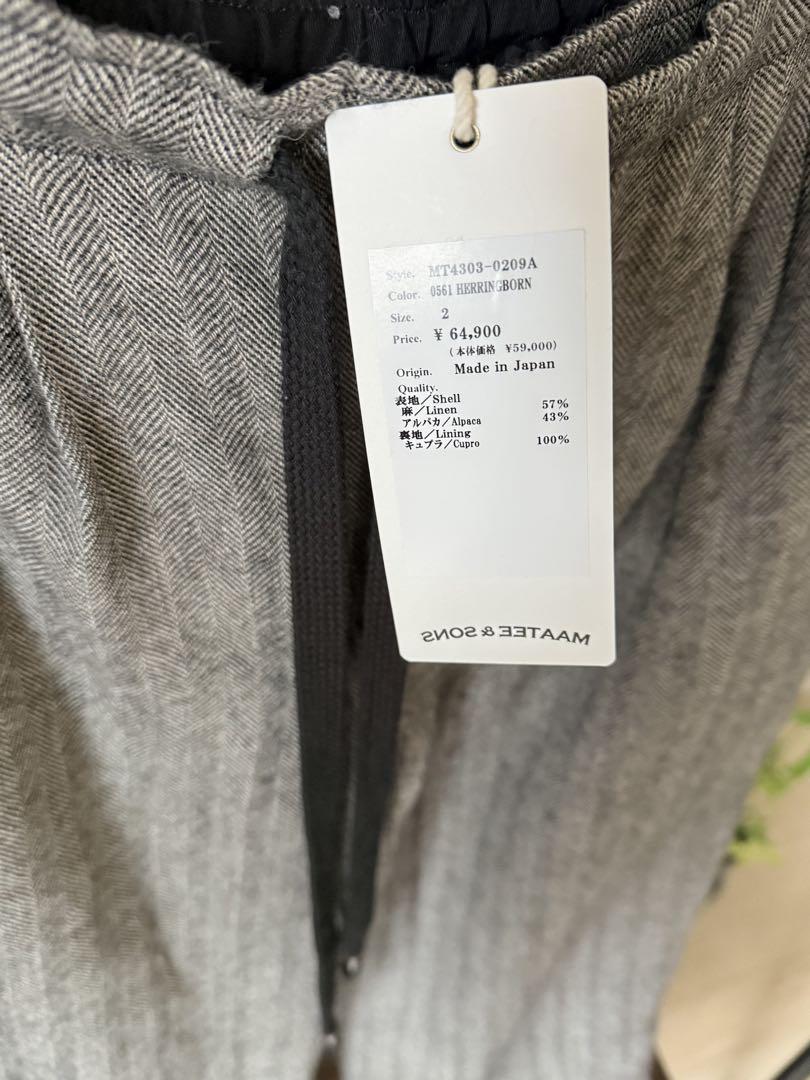 Style. MT4303-0209A
Color. 0561 HERRINGBORN
Size. 2
Price. ¥ 64,900
(本体価格 ¥59,000)
Origin. Made in Japan
Quality.
表地/Shell
麻/Linen 57%
アルパカ/Alpaca 43%
裏地/Lining
キュプラ/Cupro 100%
MAATEE & SONS